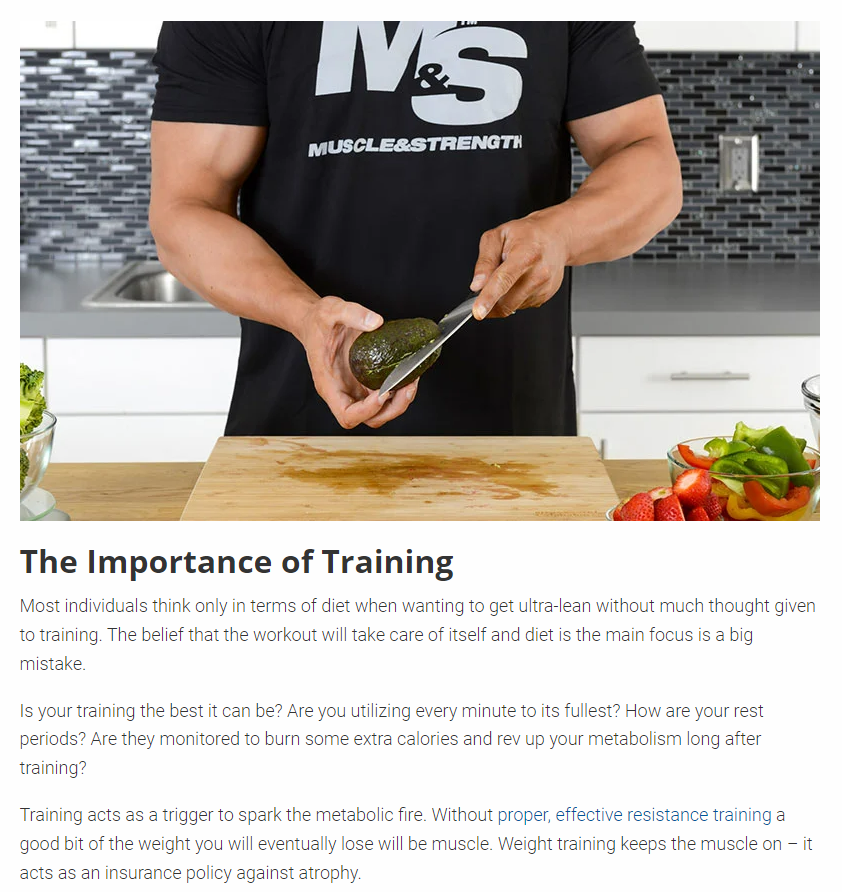 TM
M&S
MUSCLE&STRENGTH
The Importance of Training
Most individuals think only in terms of diet when wanting to get ultra-lean without much thought given
to training. The belief that the workout will take care of itself and diet is the main focus is a big
mistake.
Is your training the best it can be? Are you utilizing every minute to its fullest? How are your rest
periods? Are they monitored to burn some extra calories and rev up your metabolism long after
training?
Training acts as a trigger to spark the metabolic fire. Without proper, effective resistance training a
good bit of the weight you will eventually lose will be muscle. Weight training keeps the muscle on – it
acts as an insurance policy against atrophy.